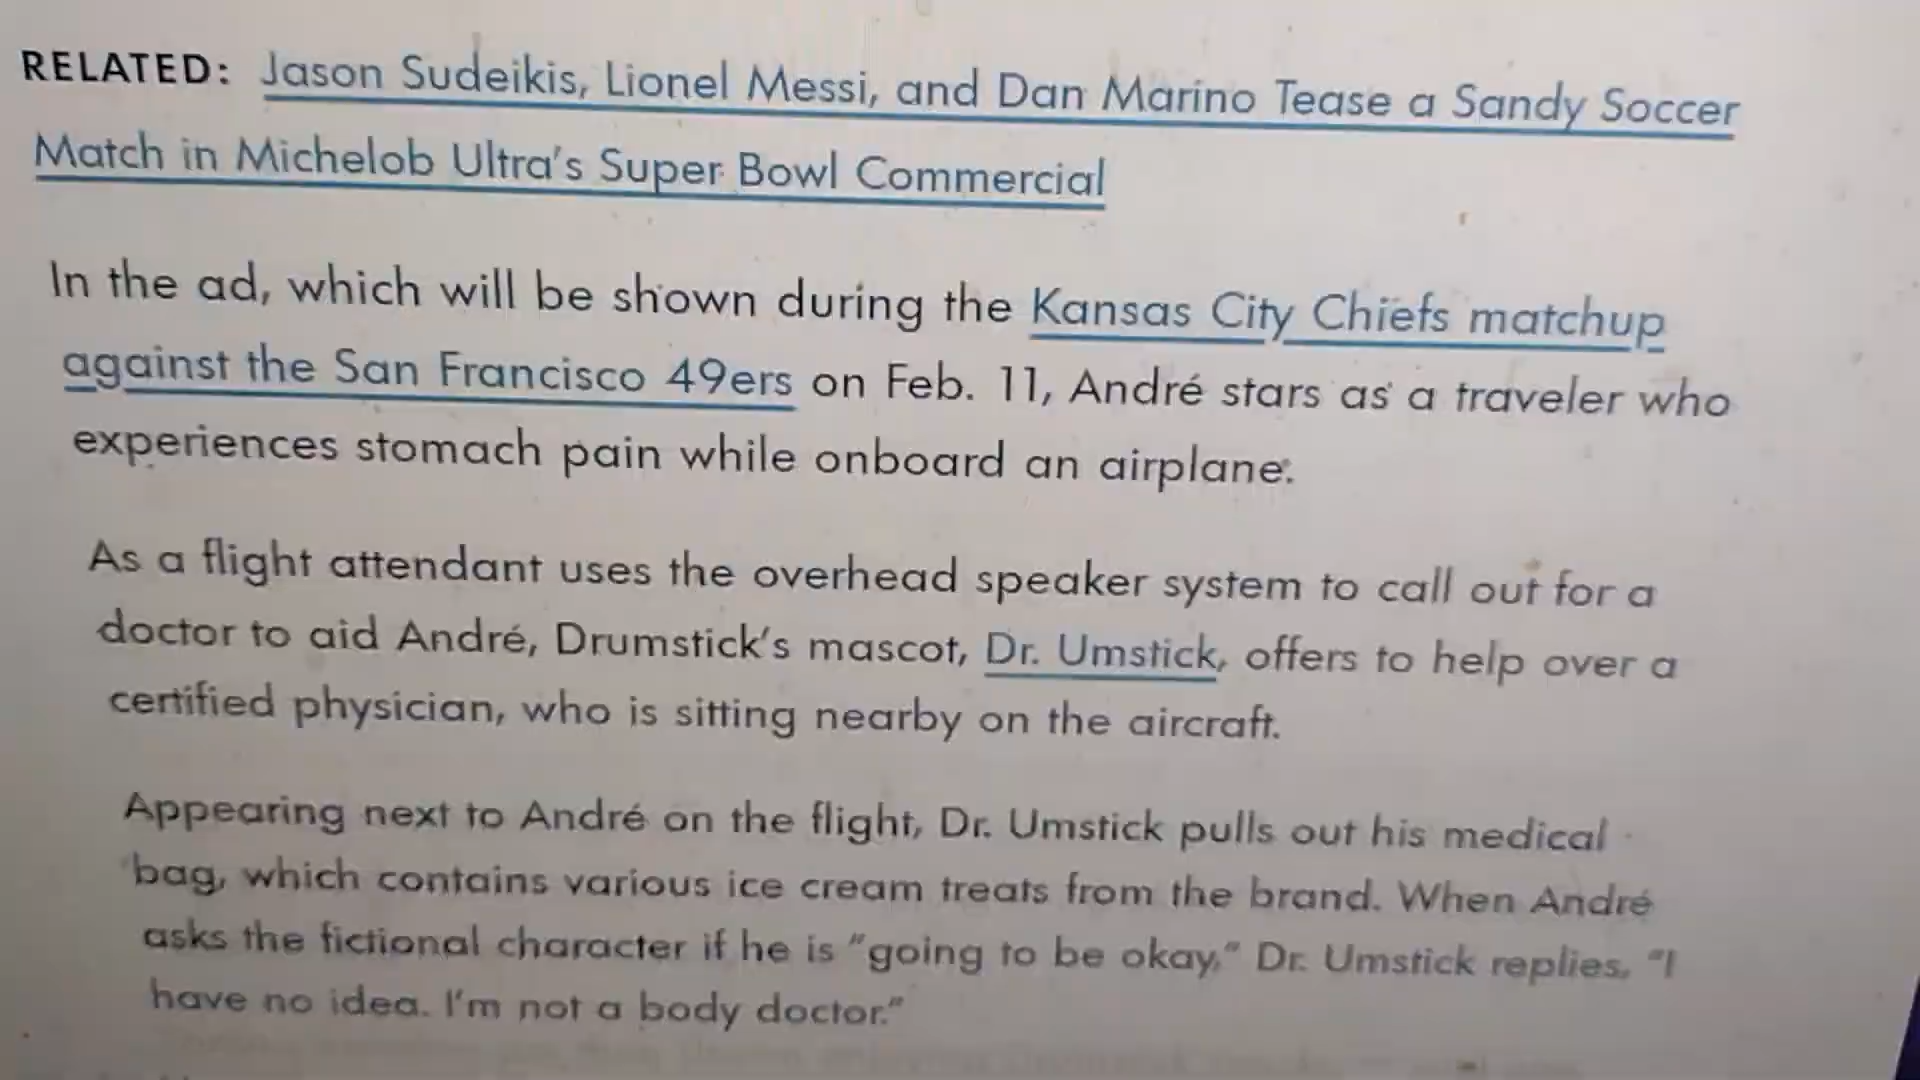 RELATED: Jason Sudeikis, Lionel Messi, and Dan Marino Tease a Sandy Soccer
Match in Michelob Ultra's Super Bowl Commercial
In the ad, which will be shown during the Kansas City Chiefs matchup
against the San Francisco 49ers on Feb. 11, André stars as a traveler who
experiences stomach pain while onboard an airplane.
As a flight attendant uses the overhead speaker system to call out for a
doctor to aid André, Drumstick's mascot, Dr. Umstick, offers to help over a
certified physician, who is sitting nearby on the aircraft.
Appearing next to André on the flight, Dr. Umstick pulls out his medical
bag, which contains various ice cream treats from the brand. When André
asks the fictional character if he is "going to be okay," Dr. Umstick replies, "I
have no idea. I'm not a body doctor."